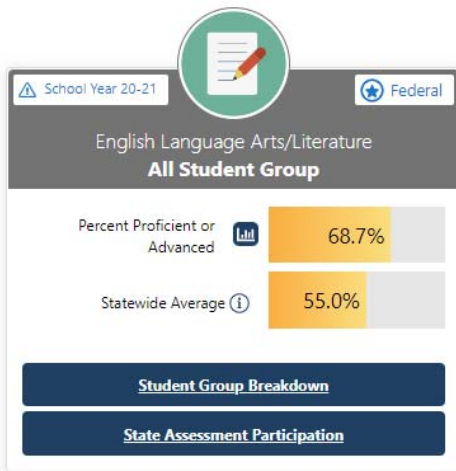 School Year 20-21
Federal
English Language Arts/Literature
All Student Group
Percent Proficient or
Advanced
68.7%
Statewide Average
55.0%
Student Group Breakdown
State Assessment Participation